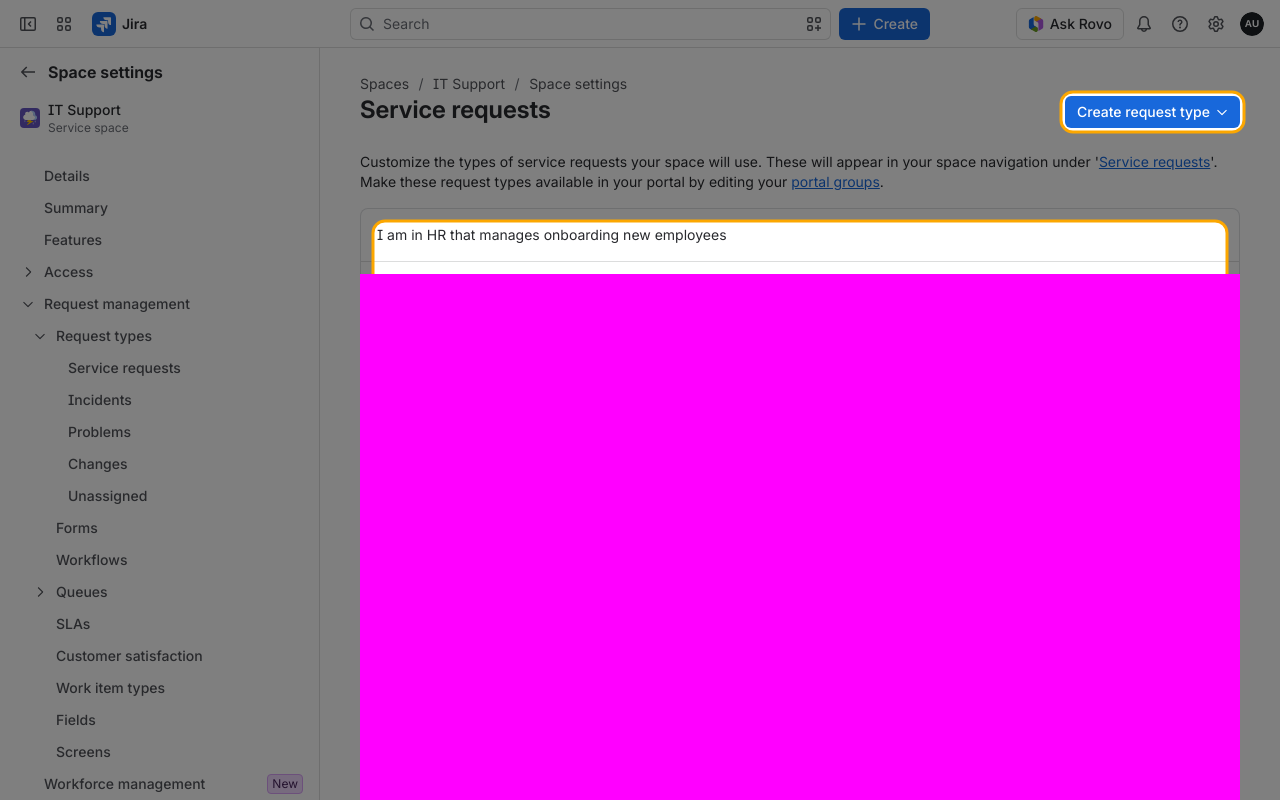 Jira
Search
Create
Ask Rovo
AU
Space settings
IT Support
Service space
Details
Summary
Features
Access
Request management
Request types
Service requests
Incidents
Problems
Changes
Unassigned
Forms
Workflows
Queues
SLAs
Customer satisfaction
Work item types
Fields
Screens
Workforce management New
Spaces / IT Support / Space settings
Service requests
Create request type
Customize the types of service requests your space will use. These will appear in your space navigation under 'Service requests'.
Make these request types available in your portal by editing your portal groups.
I am in HR that manages onboarding new employees